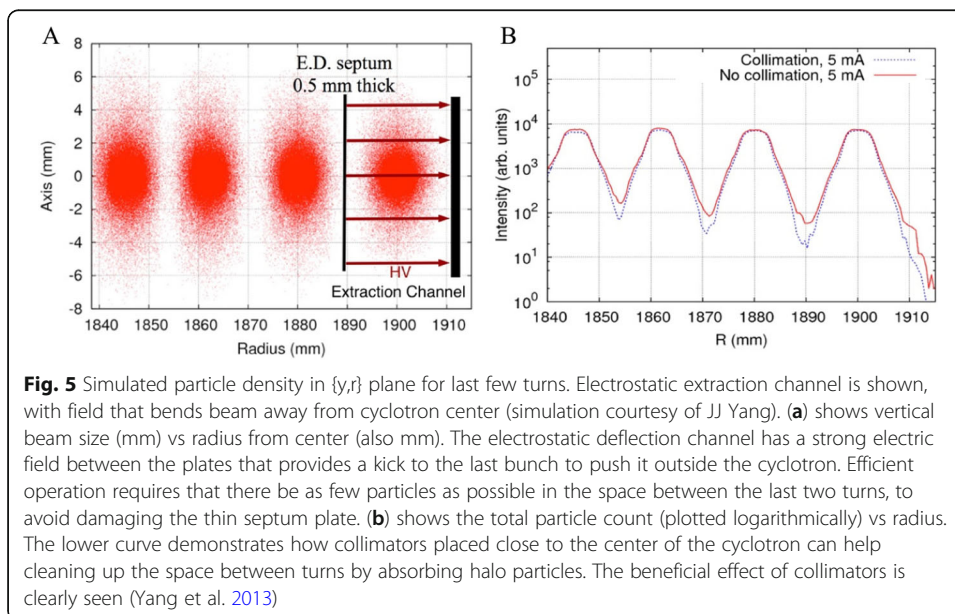 A
8
6
4
2
0
-2
-4
-6
-8
Axis (mm)
E.D. septum
0.5 mm thick
HV
Extraction Channel
1840 1850 1860 1870 1880 1890 1900 1910
Radius (mm)
B
Collimation, 5 mA
No collimation, 5 mA
10^5
10^4
10^3
10^2
10^1
10^0
Intensity (arb. units)
1840 1850 1860 1870 1880 1890 1900 1910
R (mm)
Fig. 5 Simulated particle density in {y,r} plane for last few turns. Electrostatic extraction channel is shown,
with field that bends beam away from cyclotron center (simulation courtesy of JJ Yang). (a) shows vertical
beam size (mm) vs radius from center (also mm). The electrostatic deflection channel has a strong electric
field between the plates that provides a kick to the last bunch to push it outside the cyclotron. Efficient
operation requires that there be as few particles as possible in the space between the last two turns, to
avoid damaging the thin septum plate. (b) shows the total particle count (plotted logarithmically) vs radius.
The lower curve demonstrates how collimators placed close to the center of the cyclotron can help
cleaning up the space between turns by absorbing halo particles. The beneficial effect of collimators is
clearly seen (Yang et al. 2013)